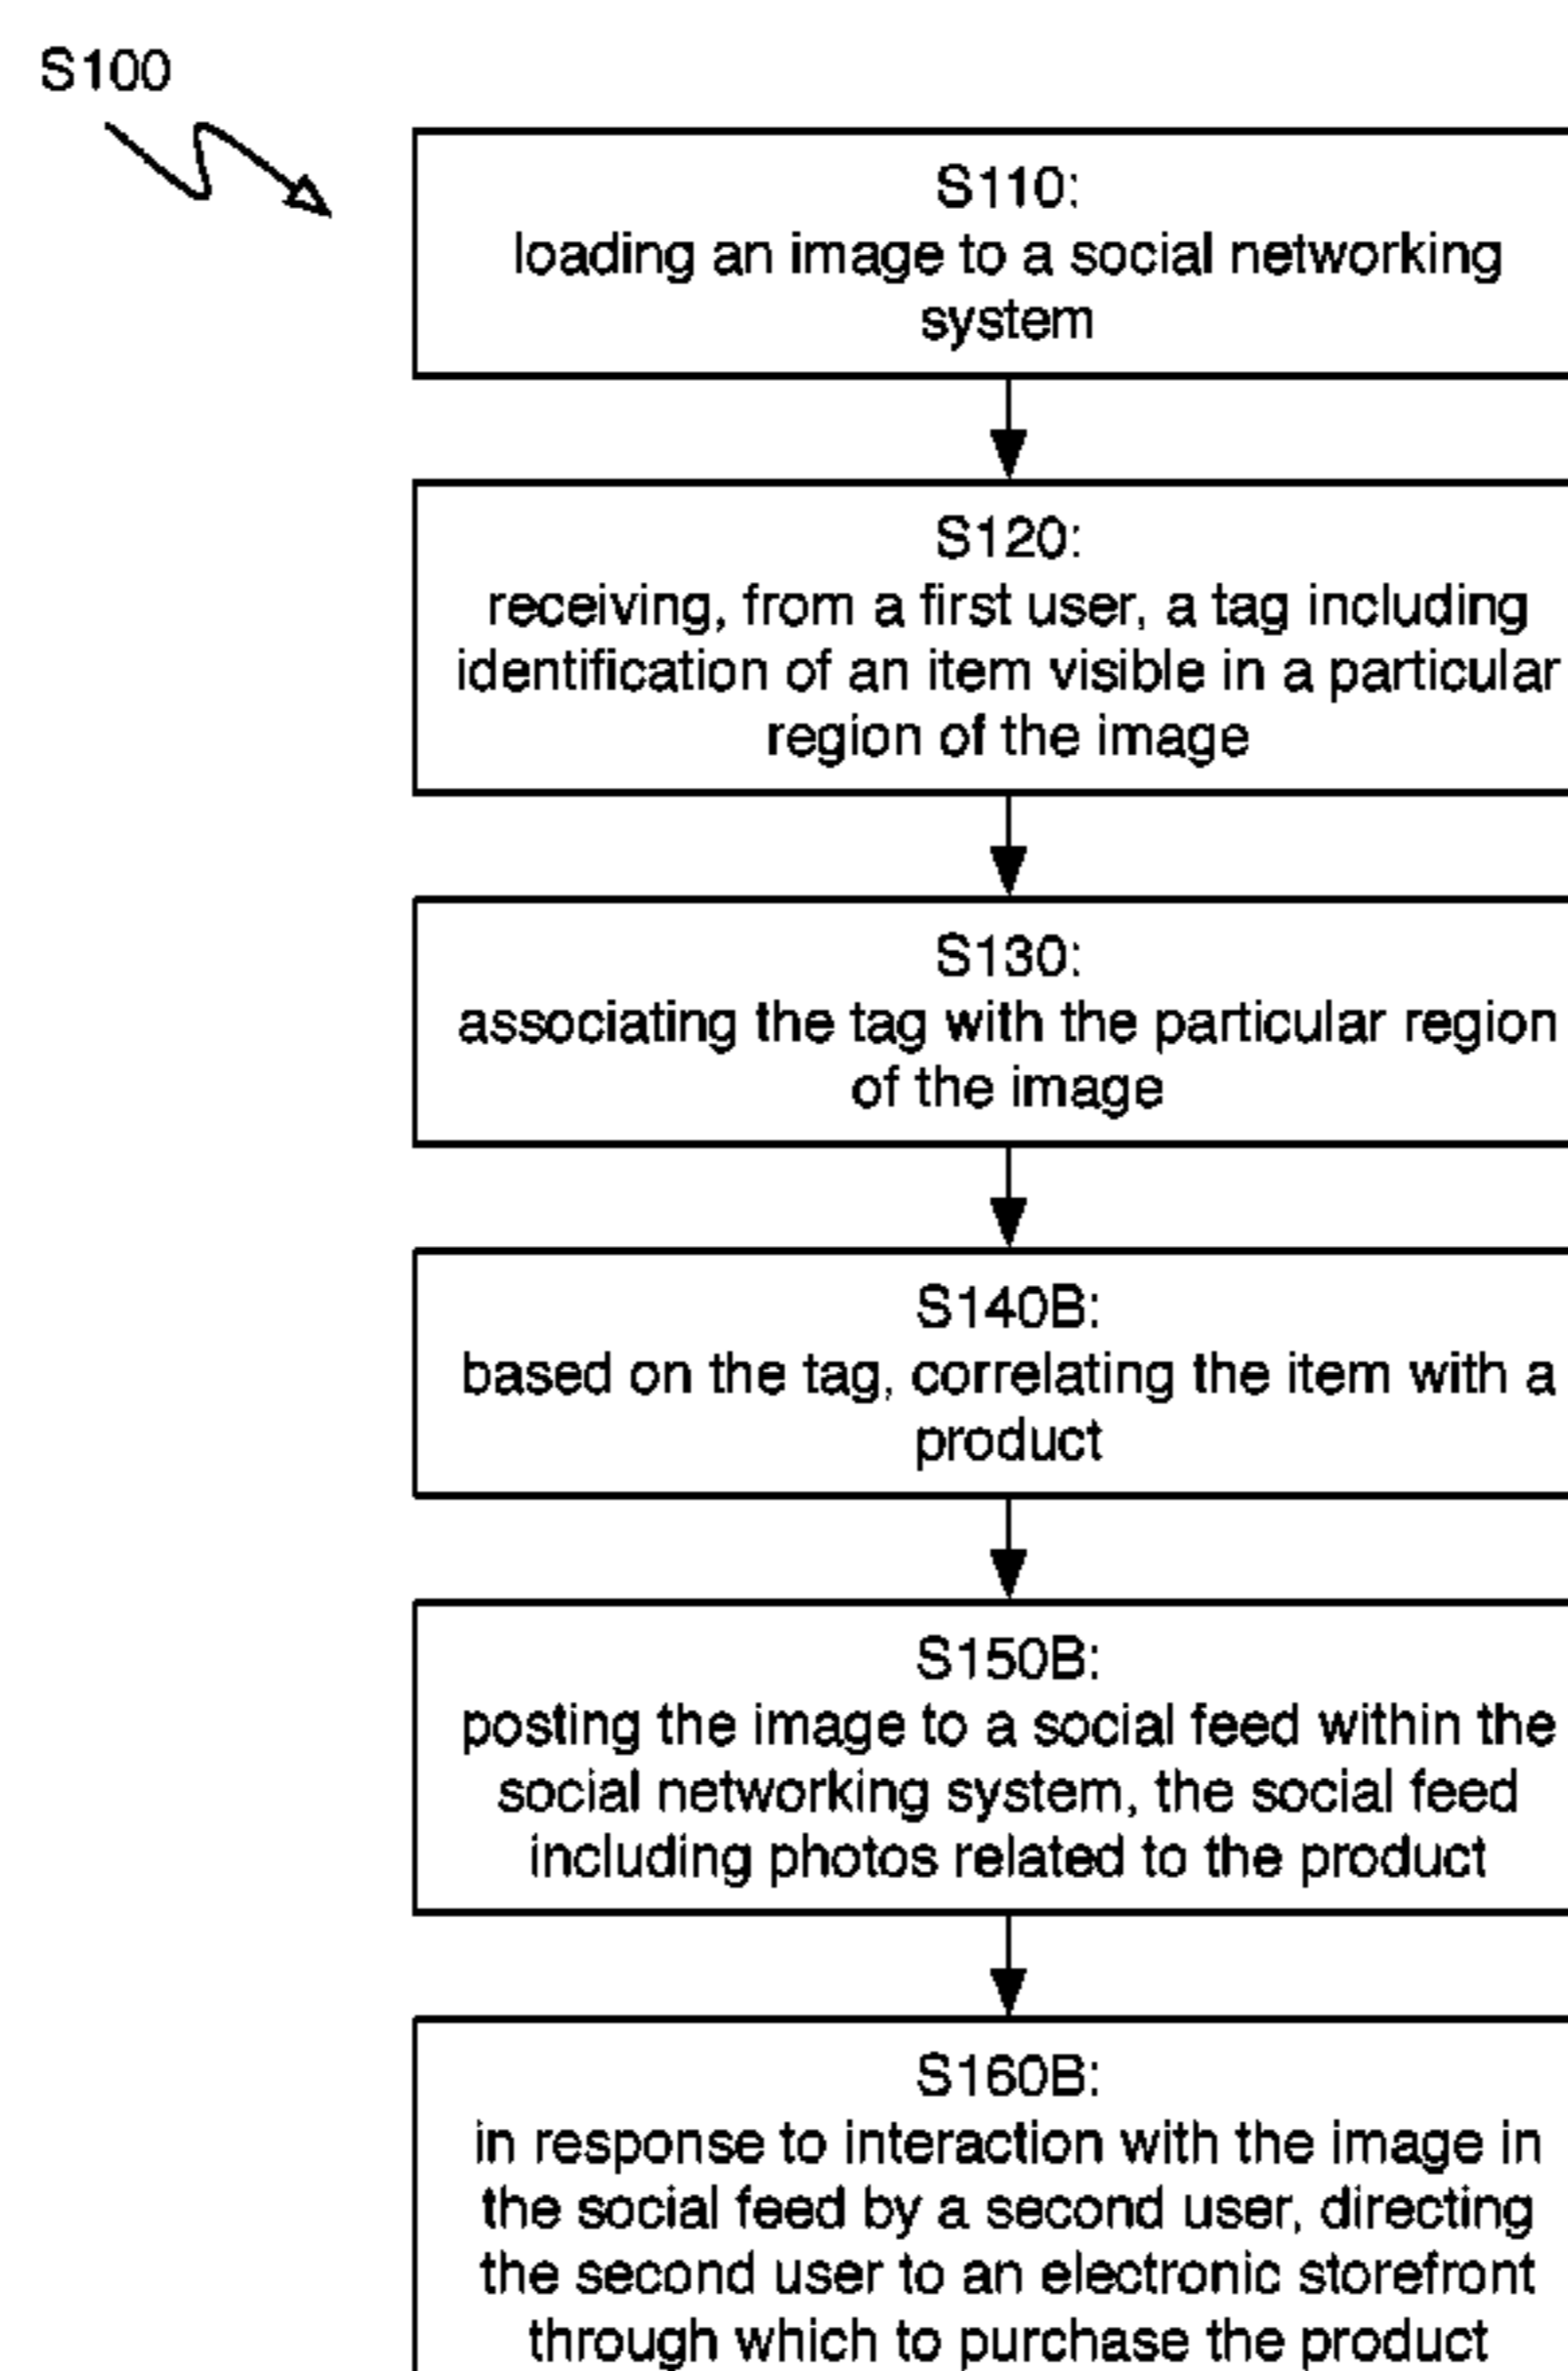 S100
S110:
loading an image to a social networking
system
S120:
receiving, from a first user, a tag including
identification of an item visible in a particular
region of the image
S130:
associating the tag with the particular region
of the image
S140B:
based on the tag, correlating the item with a
product
S150B:
posting the image to a social feed within the
social networking system, the social feed
including photos related to the product
S160B:
in response to interaction with the image in
the social feed by a second user, directing
the second user to an electronic storefront
through which to purchase the product